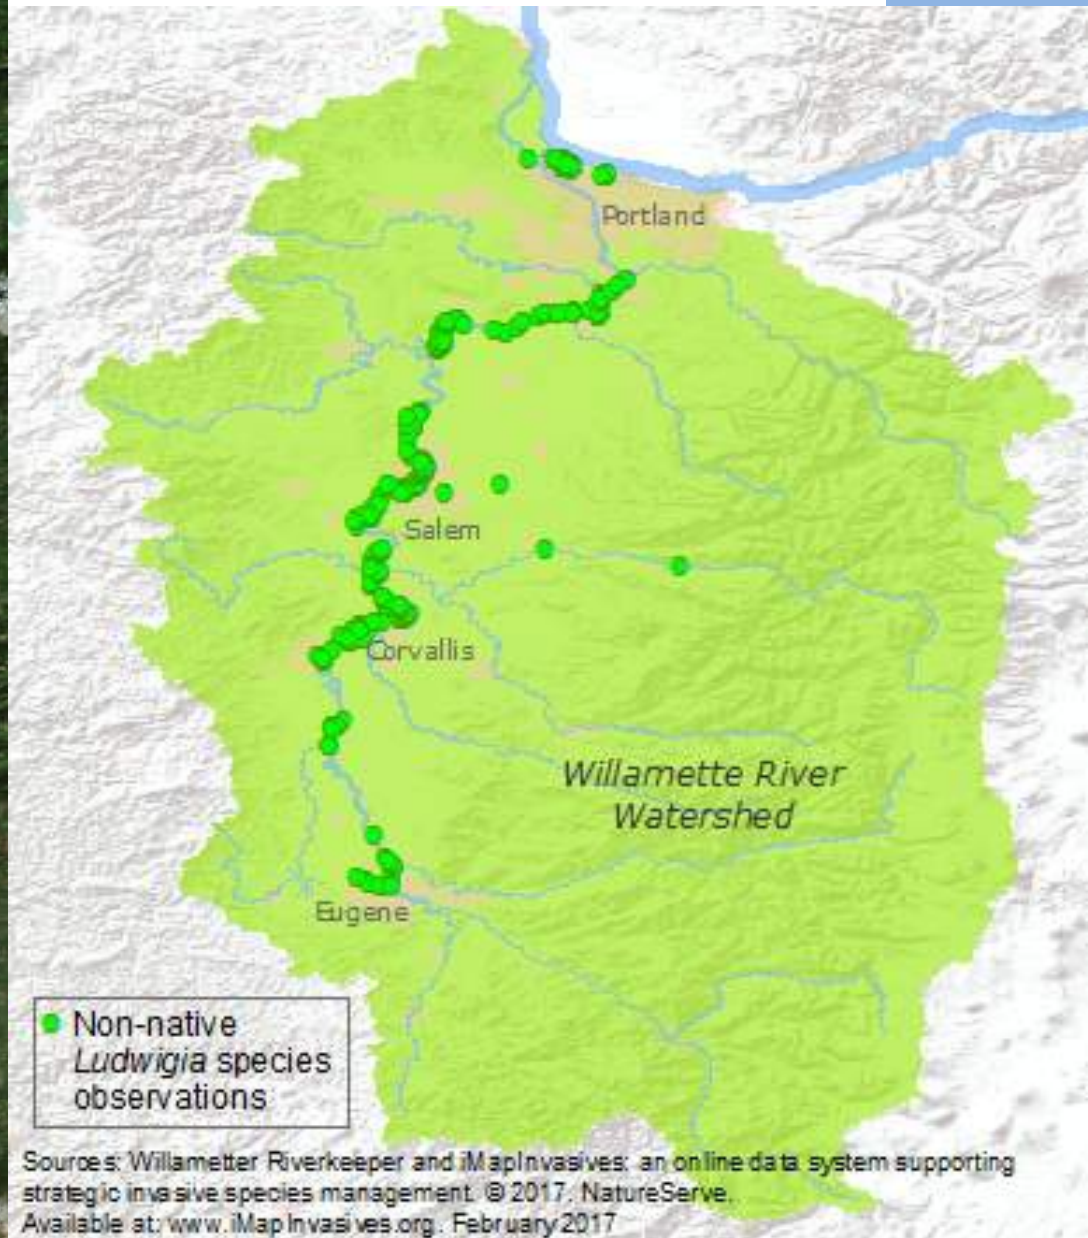 Portland
Salem
Corvallis
Willamette River
Watershed
Eugene
Non-native
Ludwigia species
observations
Sources: Willametter Riverkeeper and iMapInvasives: an online data system supporting
strategic invasive species management. © 2017. NatureServe.
Available at: www.iMapInvasives.org. February 2017